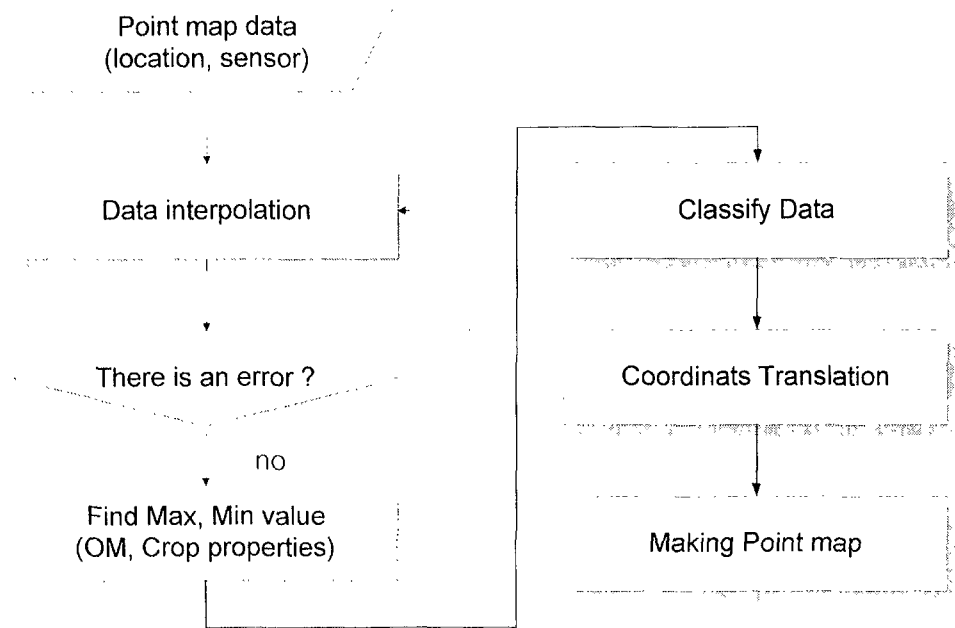 Point map data
(location, sensor)
Data interpolation
There is an error ?
no
Find Max, Min value
(OM, Crop properties)
Classify Data
Coordinats Translation
Making Point map